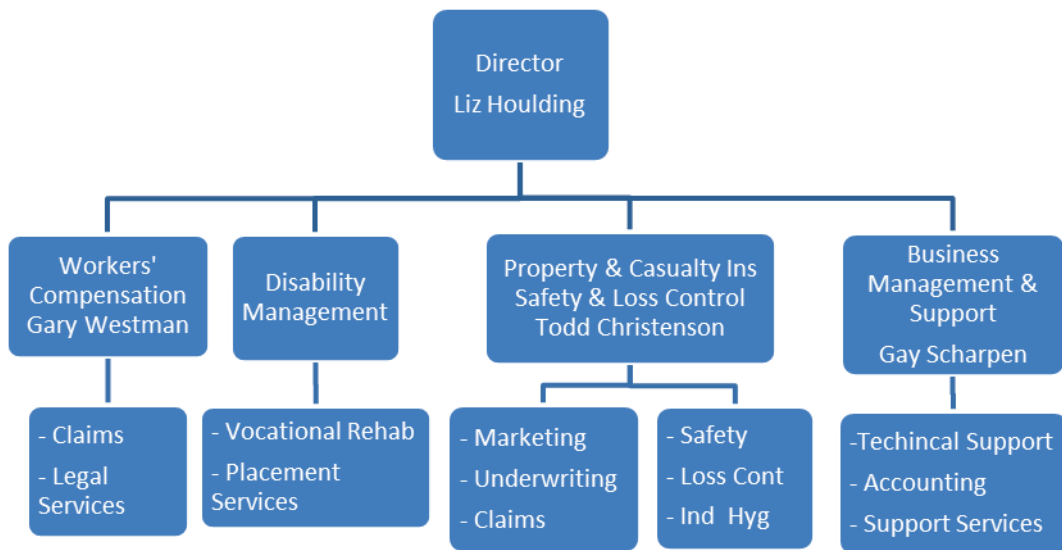 Director
Liz Houlding
Workers'
Compensation
Gary Westman
Disability
Management
Property & Casualty Ins
Safety & Loss Control
Todd Christenson
Business
Management &
Support
Gay Scharpen
- Claims
- Legal
Services
- Vocational Rehab
- Placement
Services
- Marketing
- Underwriting
- Claims
- Safety
- Loss Cont
- Ind  Hyg
-Techincal Support
- Accounting
- Support Services